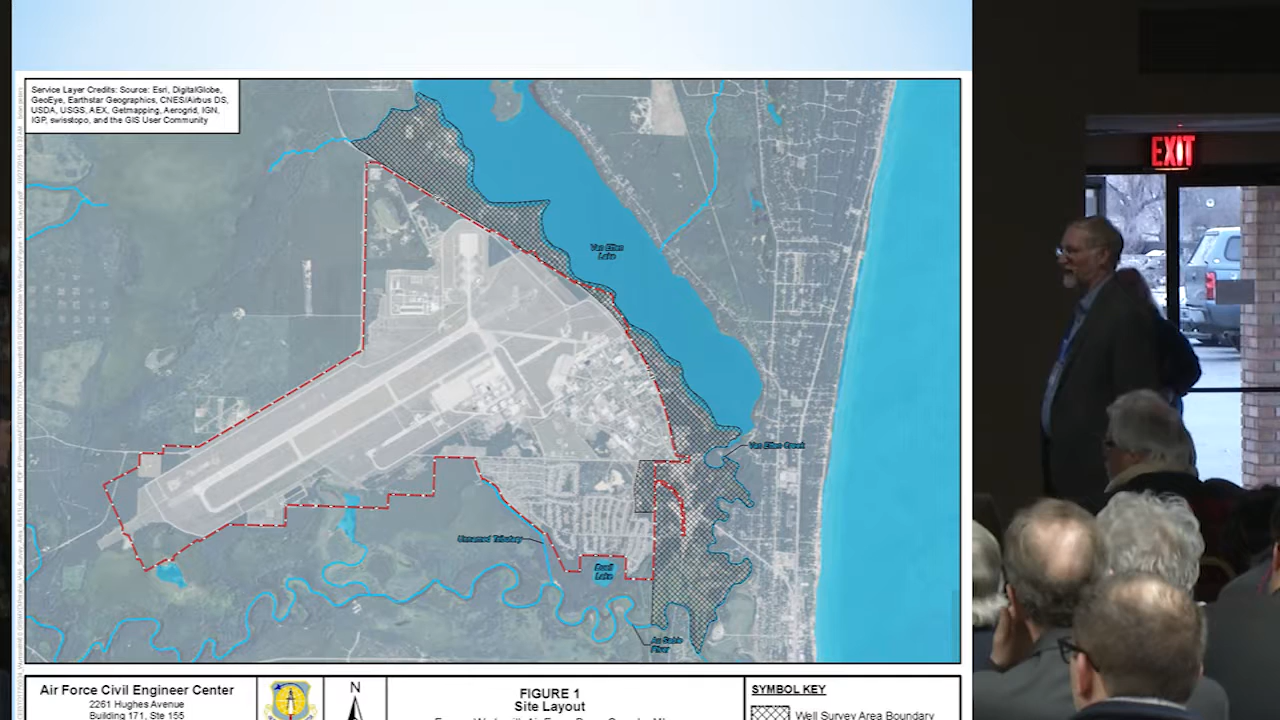 Service Layer Credits: Source: Esri, DigitalGlobe,
GeoEye, Earthstar Geographics, CNES/Airbus DS,
USDA, USGS, AEX, Getmapping, Aerogrid, IGN,
IGP, swisstopo, and the GIS User Community
EXIT
Van Etten
Lake
Van Etten Creek
Unnamed Tributary
Duell
Lake
Au Sable
River
Air Force Civil Engineer Center
2261 Hughes Avenue
Building 171, Ste 155
N
FIGURE 1
Site Layout
SYMBOL KEY
Well Survey Area Boundary